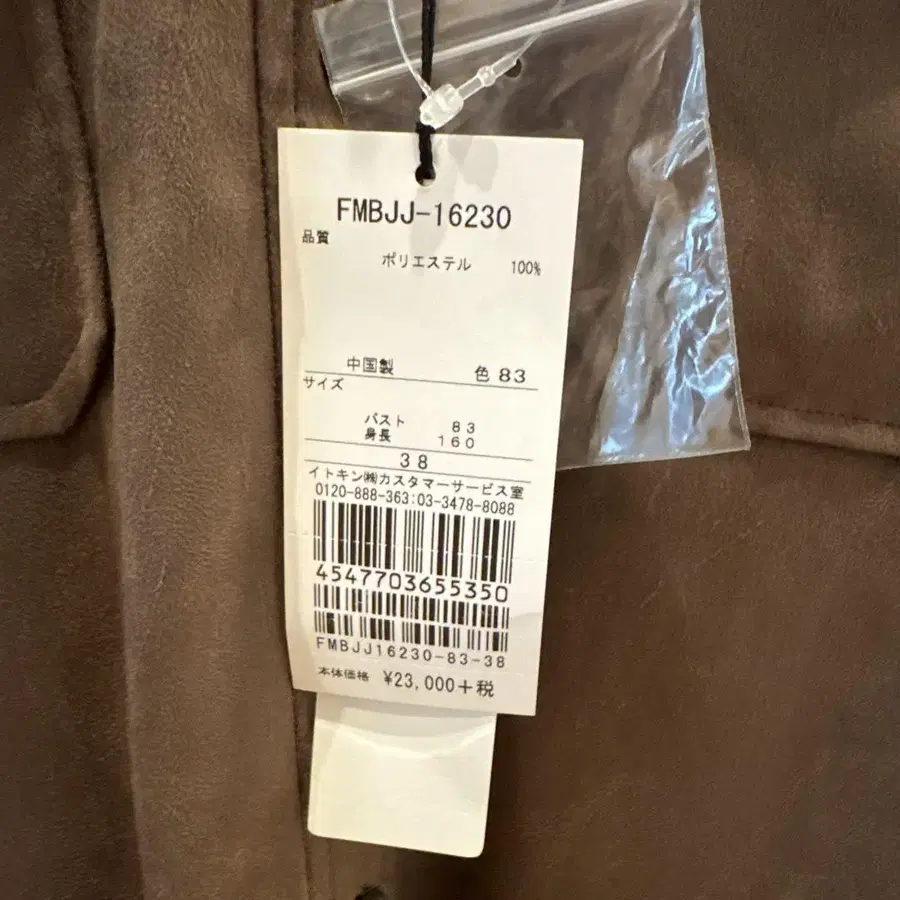 FMBJJ-16230
品質
ポリエステル 100%
中国製 色 83
サイズ
バスト 83
身長 160
38
イトキン㈱カスタマーサービス室
0120-888-363:03-3478-8088
4547703655350
FMBJJ16230-83-38
本体価格 ¥23,000+税